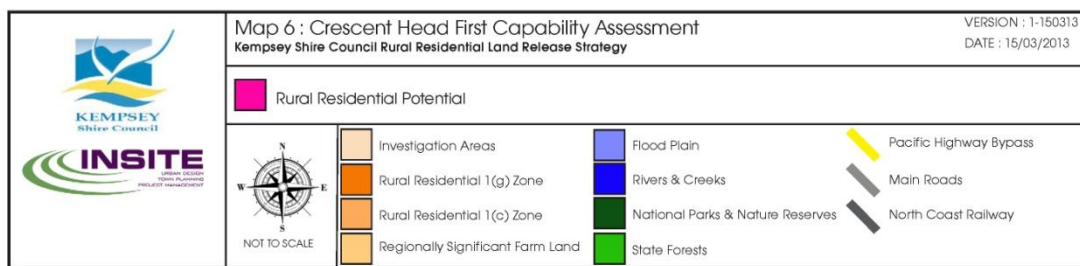 Map 6 : Crescent Head First Capability Assessment
Kempsey Shire Council Rural Residential Land Release Strategy
VERSION : 1-150313
DATE : 15/03/2013
KEMPSEY
Shire Council
INSITE
URBAN DESIGN
TOWN PLANNING
PROJECT MANAGEMENT
Rural Residential Potential
N
W E
S
NOT TO SCALE
Investigation Areas
Rural Residential 1(g) Zone
Rural Residential 1(c) Zone
Regionally Significant Farm Land
Flood Plain
Rivers & Creeks
National Parks & Nature Reserves
State Forests
Pacific Highway Bypass
Main Roads
North Coast Railway